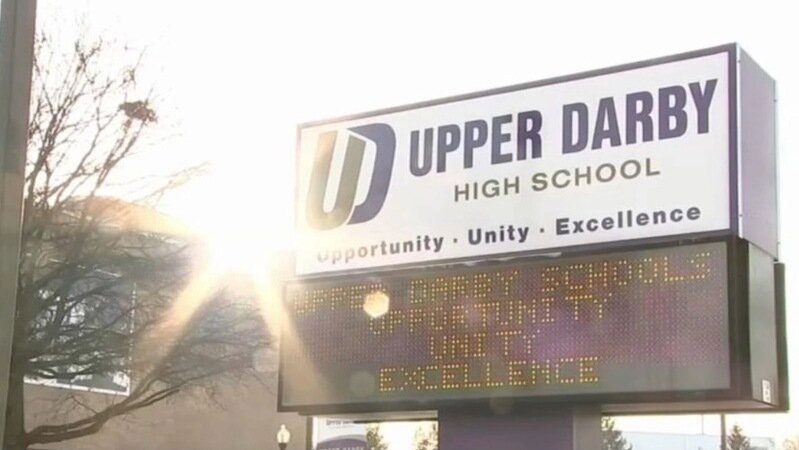 UD UPPER DARBY
HIGH SCHOOL
Opportunity · Unity · Excellence
UPPER DARBY SCHOOLS
OPPORTUNITY
UNITY
EXCELLENCE